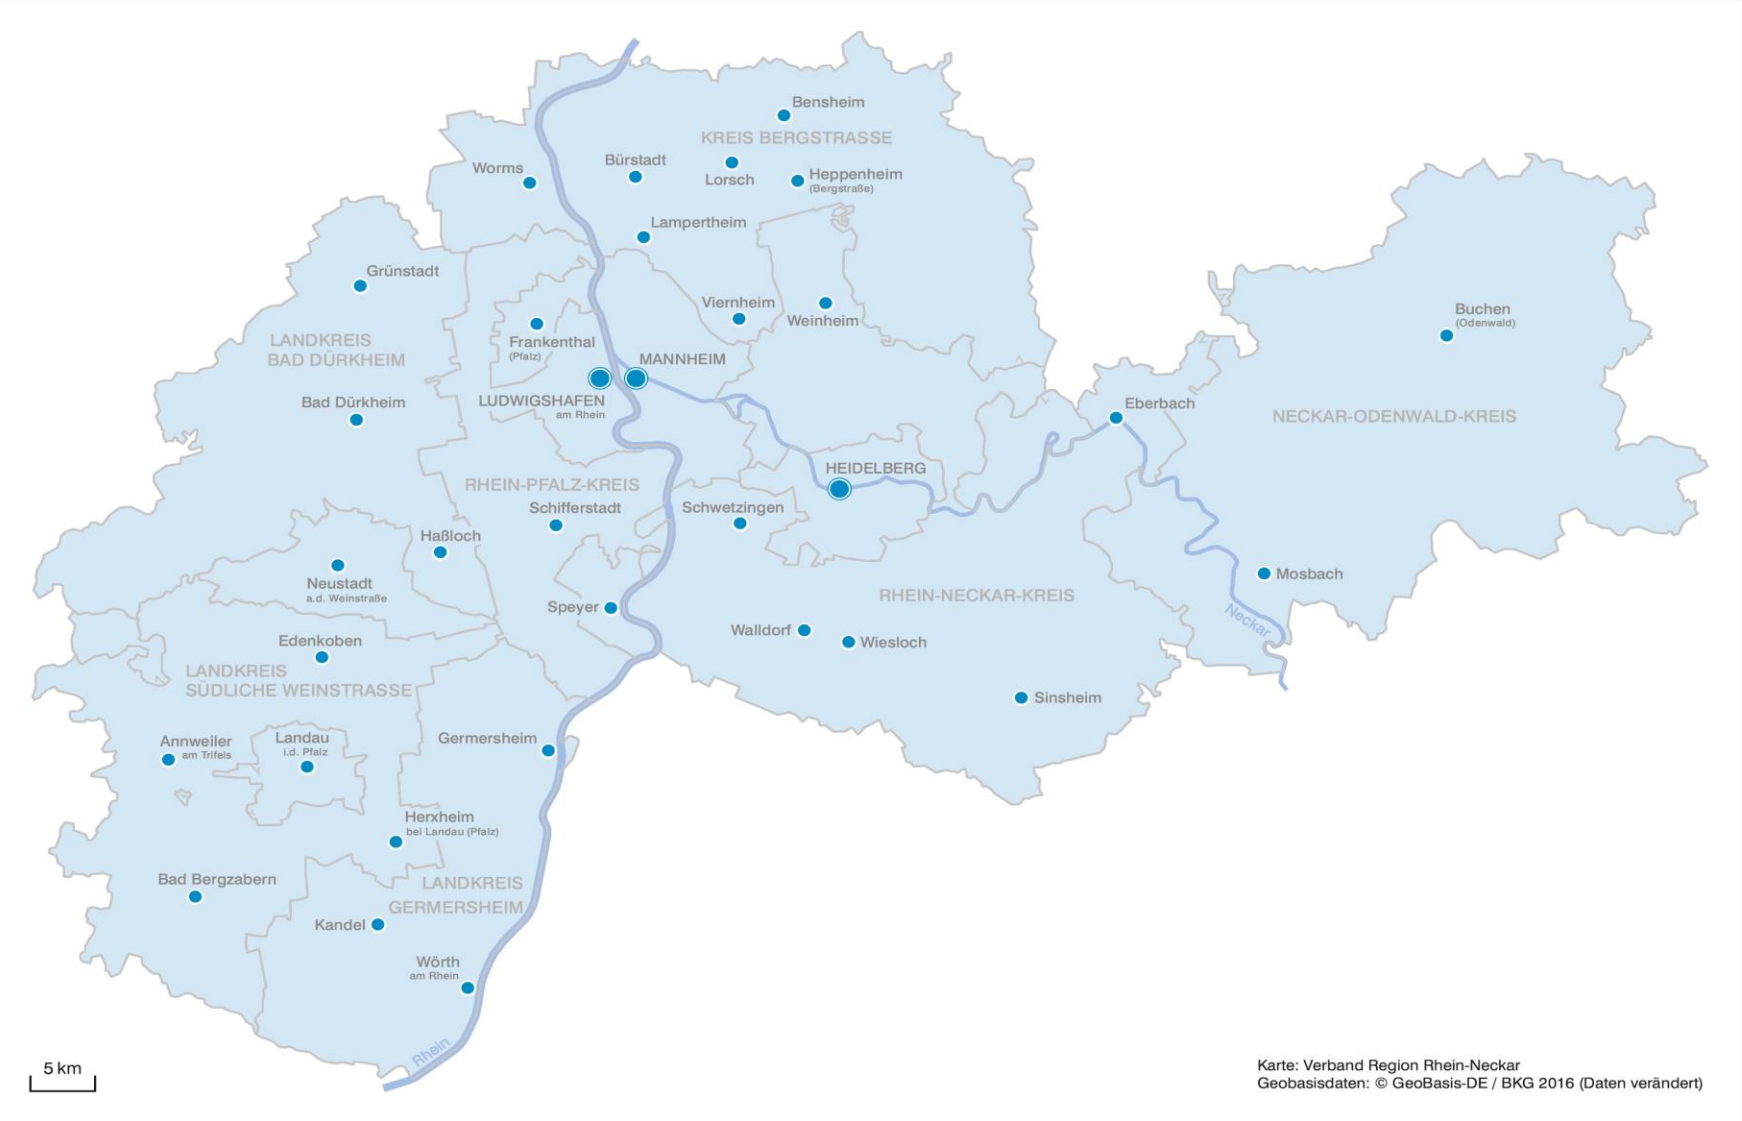 Bensheim
KREIS BERGSTRASSE
Bürstadt
Worms
Lorsch
Heppenheim
(Bergstraße)
Lampertheim
Grünstadt
Viernheim
Weinheim
Buchen
(Odenwald)
LANDKREIS
BAD DÜRKHEIM
Frankenthal
(Pfalz)
MANNHEIM
LUDWIGSHAFEN
am Rhein
Bad Dürkheim
Eberbach
NECKAR-ODENWALD-KREIS
HEIDELBERG
RHEIN-PFALZ-KREIS
Schifferstadt
Schwetzingen
Haßloch
Neustadt
a.d. Weinstraße
Mosbach
RHEIN-NECKAR-KREIS
Speyer
Neckar
Walldorf
Wiesloch
Edenkoben
LANDKREIS
SÜDLICHE WEINSTRASSE
Sinsheim
Annweiler
am Trifels
Landau
i.d. Pfalz
Germersheim
Herxheim
bei Landau (Pfalz)
Bad Bergzabern
LANDKREIS
GERMERSHEIM
Kandel
Wörth
am Rhein
Rhein
5 km
Karte: Verband Region Rhein-Neckar
Geobasisdaten: © GeoBasis-DE / BKG 2016 (Daten verändert)